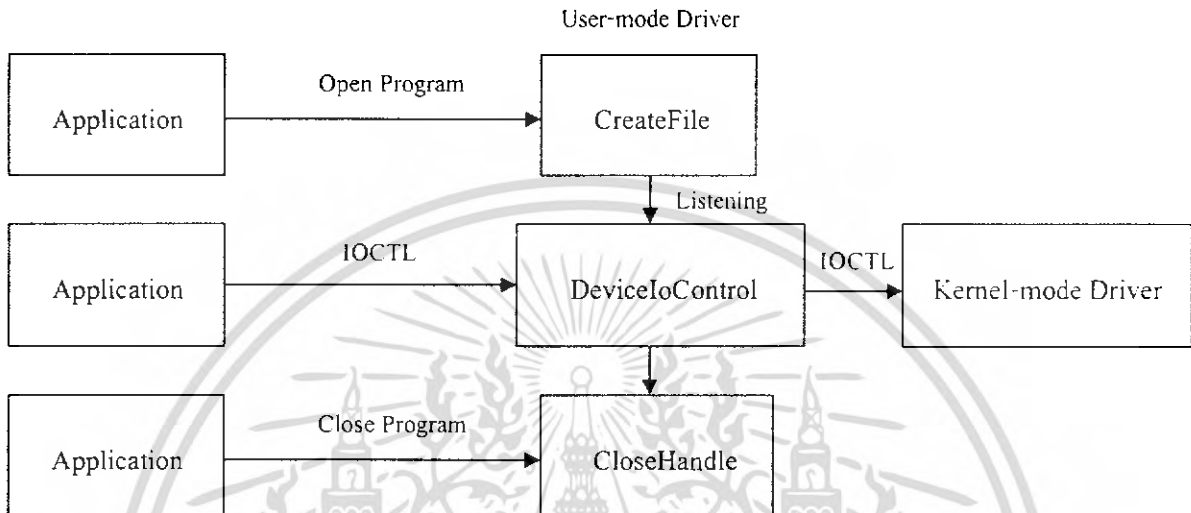 User-mode Driver
Open Program
Application
CreateFile
Listening
IOCTL
IOCTL
Application
DeviceIoControl
Kernel-mode Driver
Close Program
Application
CloseHandle